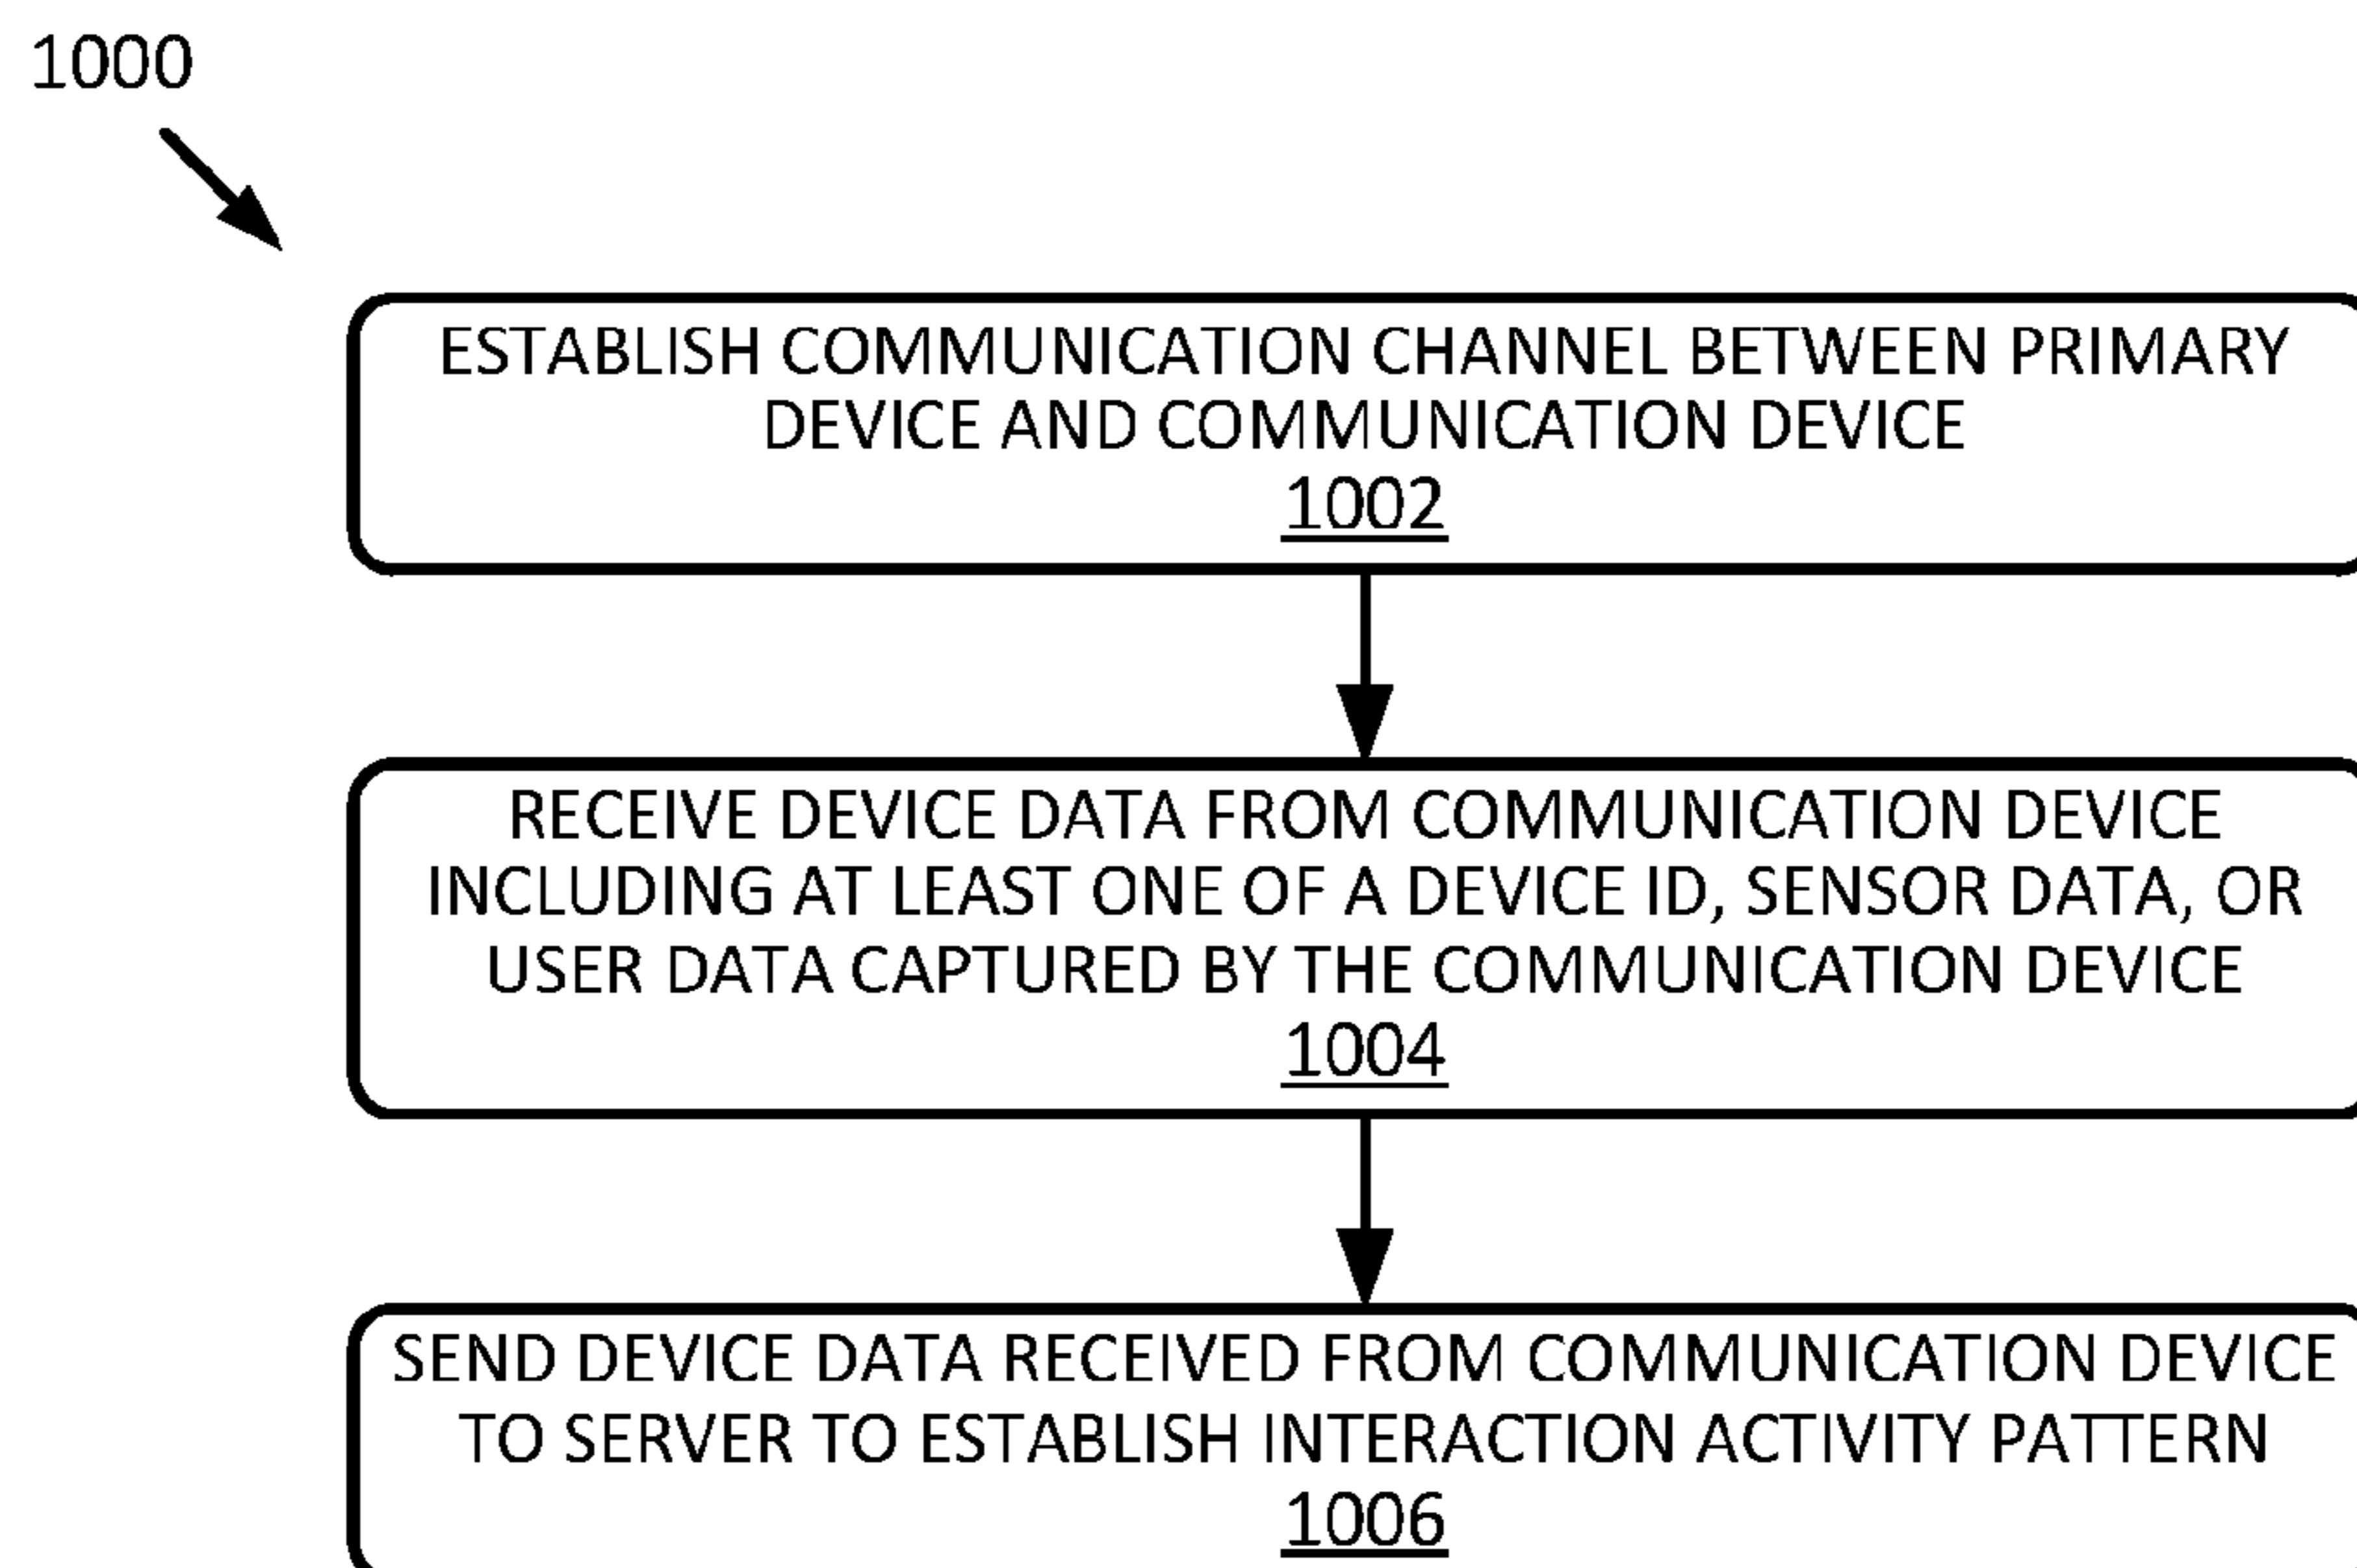 1000
ESTABLISH COMMUNICATION CHANNEL BETWEEN PRIMARY
DEVICE AND COMMUNICATION DEVICE
1002
RECEIVE DEVICE DATA FROM COMMUNICATION DEVICE
INCLUDING AT LEAST ONE OF A DEVICE ID, SENSOR DATA, OR
USER DATA CAPTURED BY THE COMMUNICATION DEVICE
1004
SEND DEVICE DATA RECEIVED FROM COMMUNICATION DEVICE
TO SERVER TO ESTABLISH INTERACTION ACTIVITY PATTERN
1006